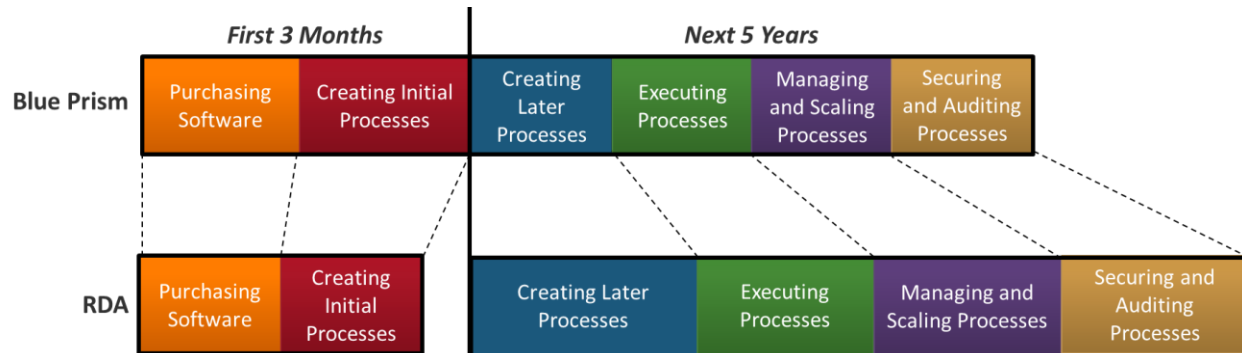 First 3 Months
Next 5 Years
Blue Prism
Purchasing
Software
Creating Initial
Processes
Creating
Later
Processes
Executing
Processes
Managing
and Scaling
Processes
Securing
and Auditing
Processes
RDA
Purchasing
Software
Creating
Initial
Processes
Creating Later
Processes
Executing
Processes
Managing and
Scaling Processes
Securing and
Auditing
Processes